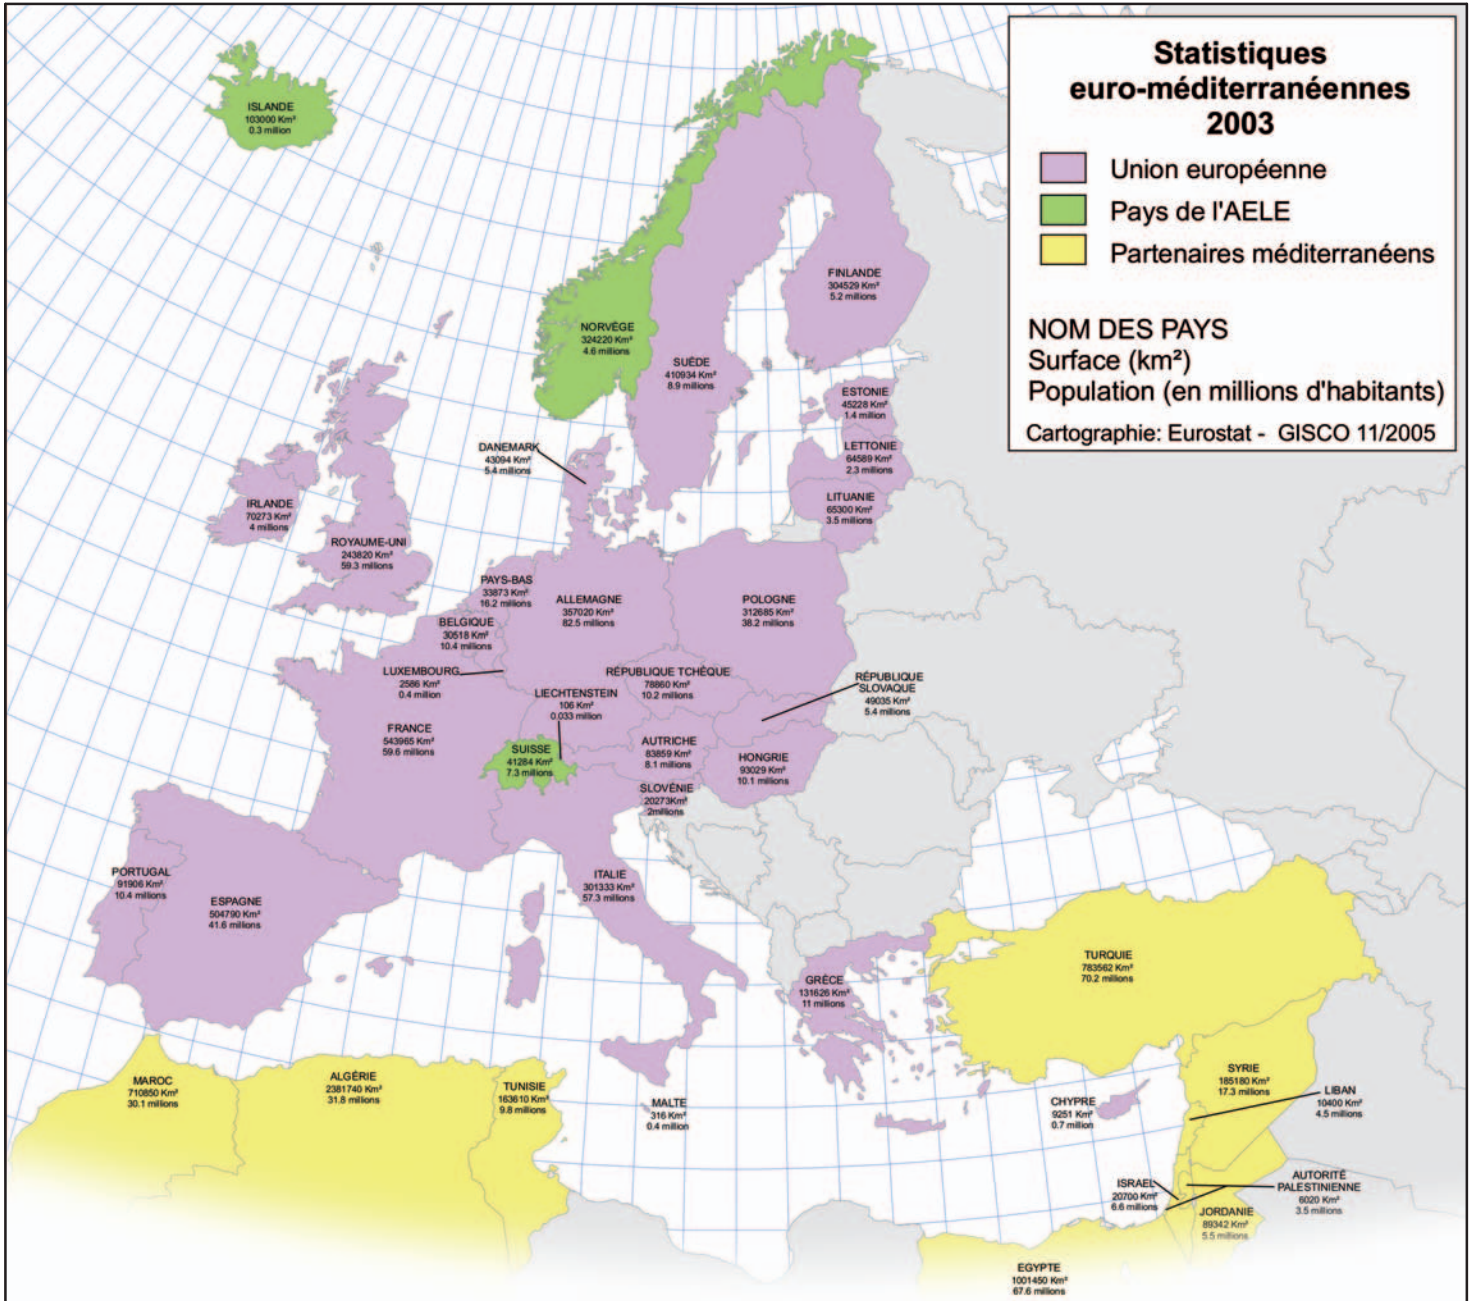 Statistiques
euro-méditerranéennes
2003
Union européenne
Pays de l'AELE
Partenaires méditerranéens
NOM DES PAYS
Surface (km²)
Population (en millions d'habitants)
Cartographie: Eurostat - GISCO 11/2005
ISLANDE
103000 Km²
0.3 million
FINLANDE
304529 Km²
5.2 millions
NORVÈGE
324220 Km²
4.6 millions
SUÈDE
410934 Km²
8.9 millions
ESTONIE
45228 Km²
1.4 million
LETTONIE
64589 Km²
2.3 millions
LITUANIE
65300 Km²
3.5 millions
DANEMARK
43094 Km²
5.4 millions
IRLANDE
70273 Km²
4 millions
ROYAUME-UNI
243820 Km²
59.3 millions
PAYS-BAS
33873 Km²
16.2 millions
ALLEMAGNE
357020 Km²
82.5 millions
POLOGNE
312685 Km²
38.2 millions
BELGIQUE
30518 Km²
10.4 millions
LUXEMBOURG
2586 Km²
0.4 million
RÉPUBLIQUE TCHÈQUE
78860 Km²
10.2 millions
RÉPUBLIQUE
SLOVAQUE
49035 Km²
5.4 millions
LIECHTENSTEIN
106 Km²
0.033 million
FRANCE
543965 Km²
59.6 millions
SUISSE
41284 Km²
7.3 millions
AUTRICHE
83859 Km²
8.1 millions
HONGRIE
93029 Km²
10.1 millions
SLOVÉNIE
20273Km²
2millions
PORTUGAL
91906 Km²
10.4 millions
ESPAGNE
504790 Km²
41.6 millions
ITALIE
301333 Km²
57.3 millions
GRÈCE
131626 Km²
11 millions
TURQUIE
783562 Km²
70.2 millions
MAROC
710850 Km²
30.1 millions
ALGÉRIE
2381740 Km²
31.8 millions
TUNISIE
163610 Km²
9.8 millions
MALTE
316 Km²
0.4 million
CHYPRE
9251 Km²
0.7 million
SYRIE
185180 Km²
17.3 millions
LIBAN
10400 Km²
4.5 millions
ISRAEL
20700 Km²
6.6 millions
AUTORITÉ
PALESTINIENNE
6020 Km²
3.5 millions
JORDANIE
89342 Km²
5.5 millions
EGYPTE
1001450 Km²
67.6 millions